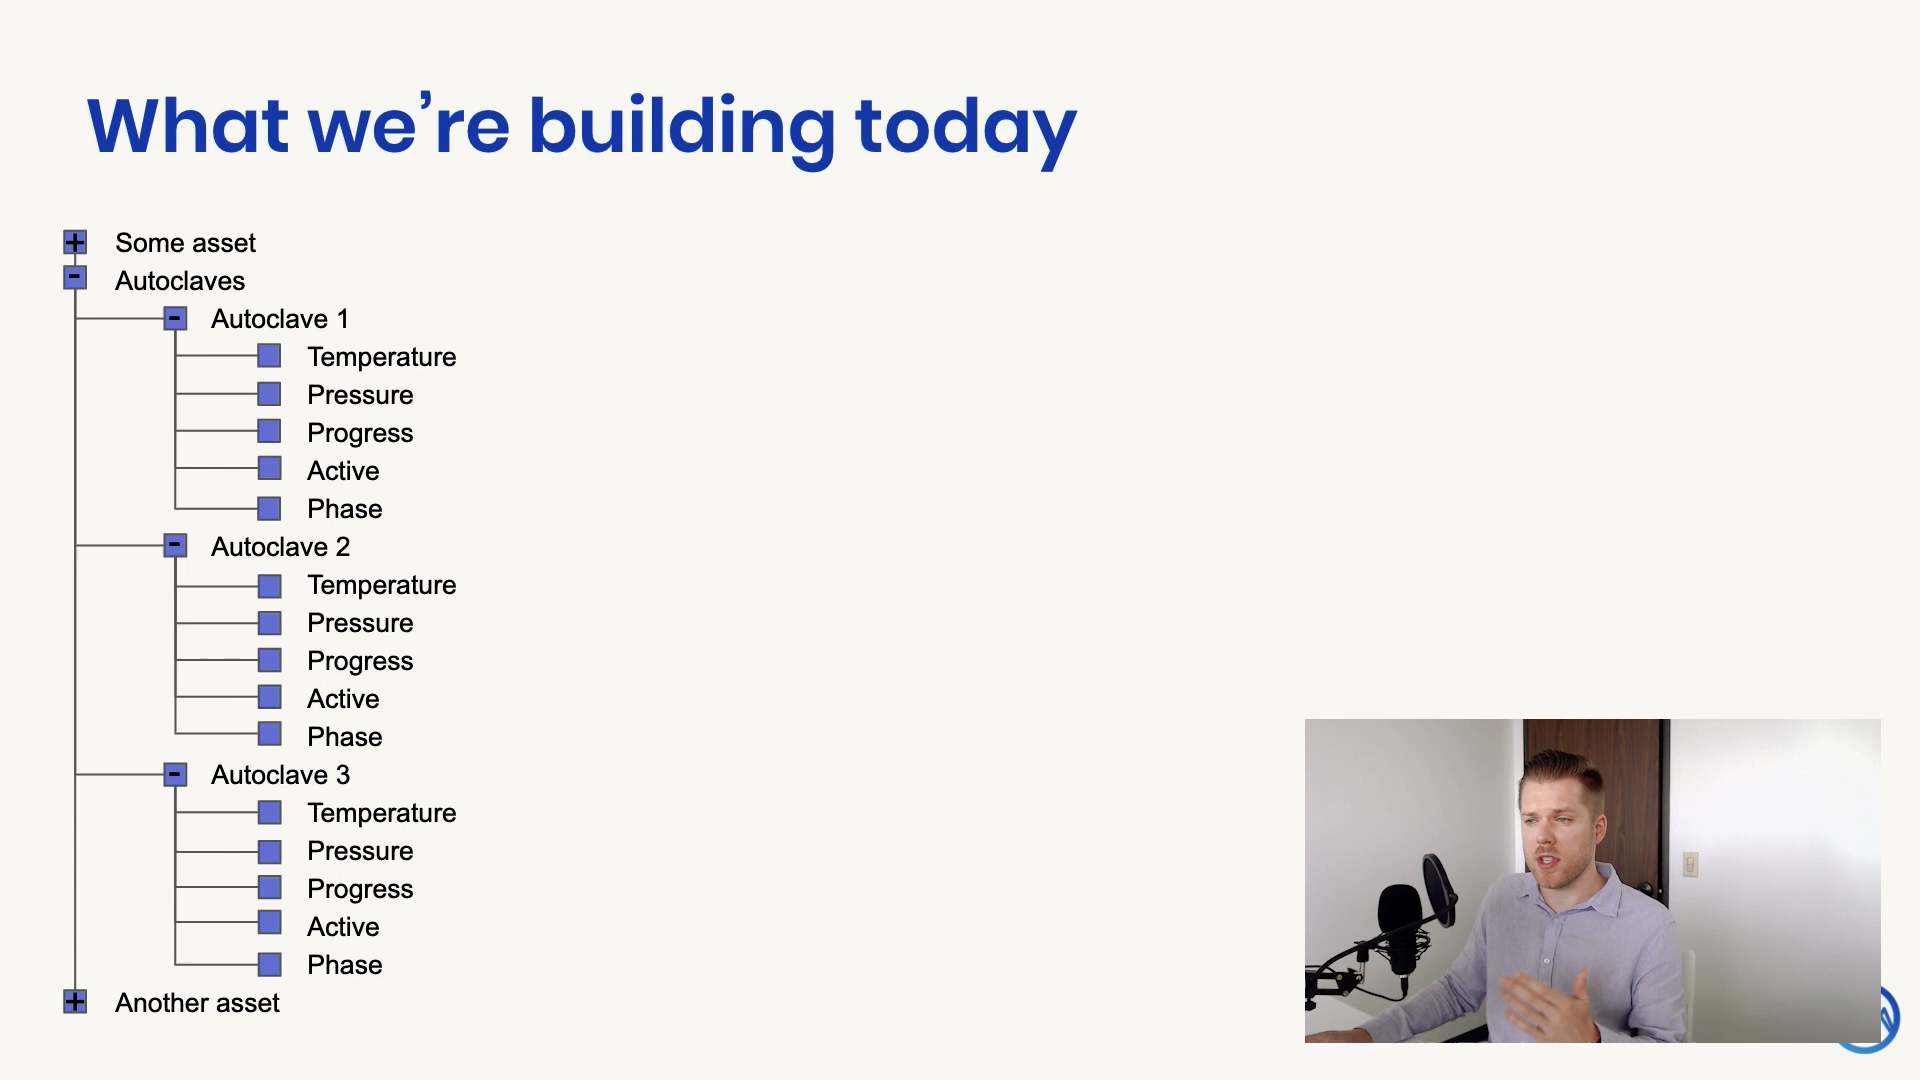 What we’re building today
Some asset
Autoclaves
Autoclave 1
Temperature
Pressure
Progress
Active
Phase
Autoclave 2
Temperature
Pressure
Progress
Active
Phase
Autoclave 3
Temperature
Pressure
Progress
Active
Phase
Another asset